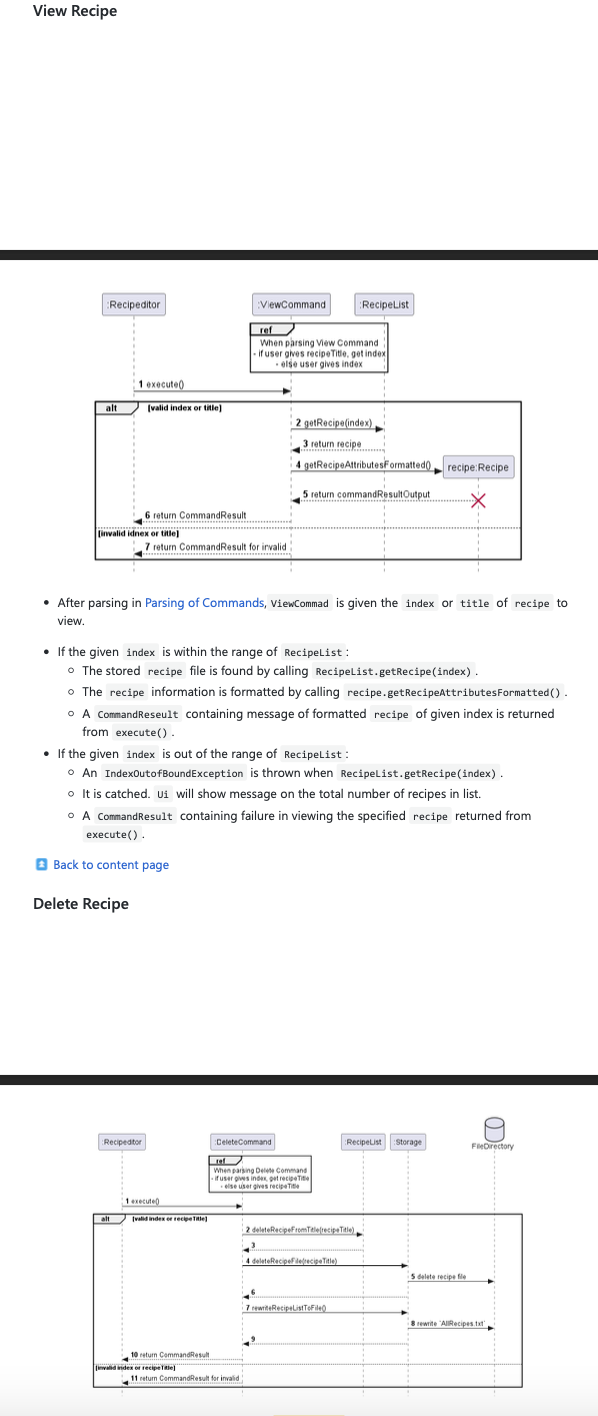 View Recipe
:Recipeditor
:ViewCommand
:RecipeList
ref
When parsing View Command
- if user gives recipeTitle, get index
- else user gives index
1 execute()
alt
[valid index or title]
2 getRecipe(index)
3 return recipe
4 getRecipeAttributesFormatted()
recipe:Recipe
5 return commandResultOutput
6 return CommandResult
[invalid idnex or title]
7 return CommandResult for invalid
• After parsing in Parsing of Commands, ViewCommad is given the index or title of recipe to
view.
• If the given index is within the range of RecipeList :
○ The stored recipe file is found by calling RecipeList.getRecipe(index) .
○ The recipe information is formatted by calling recipe.getRecipeAttributesFormatted() .
○ A CommandReseult containing message of formatted recipe of given index is returned
from execute() .
• If the given index is out of the range of RecipeList :
○ An IndexOutofBoundException is thrown when RecipeList.getRecipe(index) .
○ It is catched. Ui will show message on the total number of recipes in list.
○ A CommandResult containing failure in viewing the specified recipe returned from
execute() .
Back to content page
Delete Recipe
:Recipeditor
:DeleteCommand
:RecipeList
:Storage
FileDirectory
ref
When parsing Delete Command
- if user gives index, get recipeTitle
- else user gives recipeTitle
1 execute()
alt
[valid index or recipeTitle]
2 deleteRecipeFromTitle(recipeTitle)
3
4 deleteRecipeFile(recipeTitle)
5 delete recipe file
6
7 rewriteRecipeListToFile()
8 rewrite `AllRecipes.txt`
9
10 return CommandResult
[invalid index or recipeTitle]
11 return CommandResult for invalid